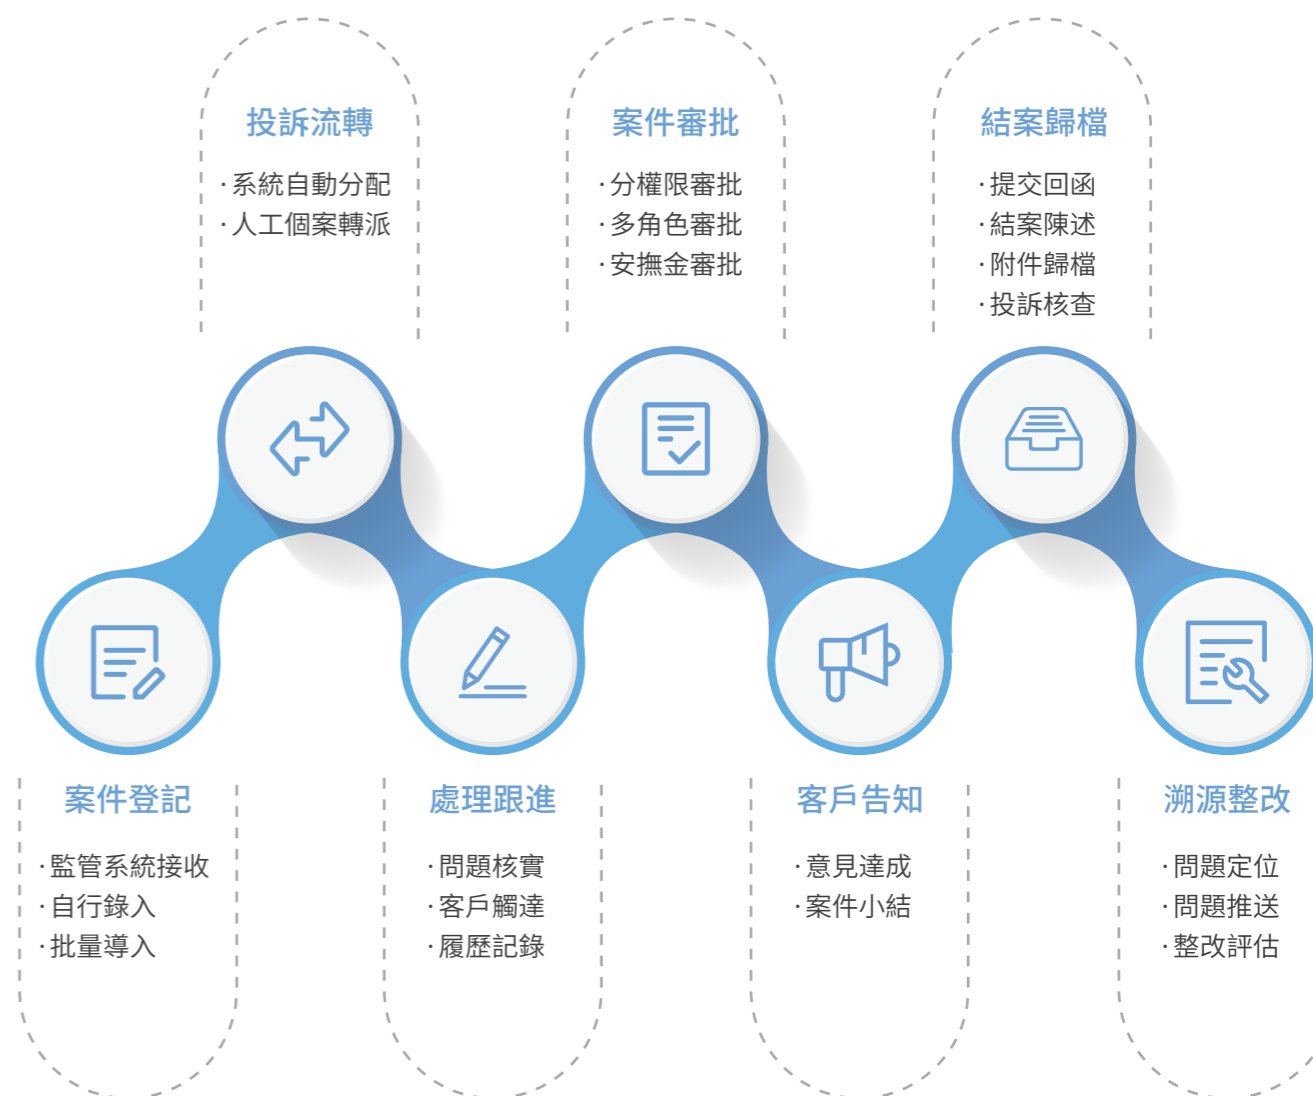 投訴流轉
·系統自動分配
·人工個案轉派
案件審批
·分權限審批
·多角色審批
·安撫金審批
結案歸檔
·提交回函
·結案陳述
·附件歸檔
·投訴核查
案件登記
·監管系統接收
·自行錄入
·批量導入
處理跟進
·問題核實
·客戶觸達
·履歷記錄
客戶告知
·意見達成
·案件小結
溯源整改
·問題定位
·問題推送
·整改評估